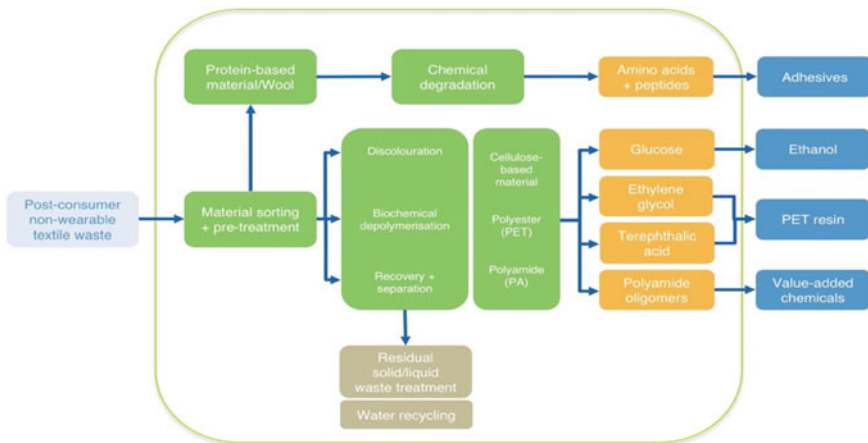 Protein-based
material/Wool
Chemical
degradation
Amino acids
+ peptides
Adhesives
Post-consumer
non-wearable
textile waste
Material sorting
+ pre-treatment
Discolouration
Biochemical
depolymerisation
Recovery +
separation
Cellulose-
based
material
Polyester
(PET)
Polyamide
(PA)
Glucose
Ethanol
Ethylene
glycol
Terephthalic
acid
PET resin
Polyamide
oligomers
Value-added
chemicals
Residual
solid/liquid
waste treatment
Water recycling